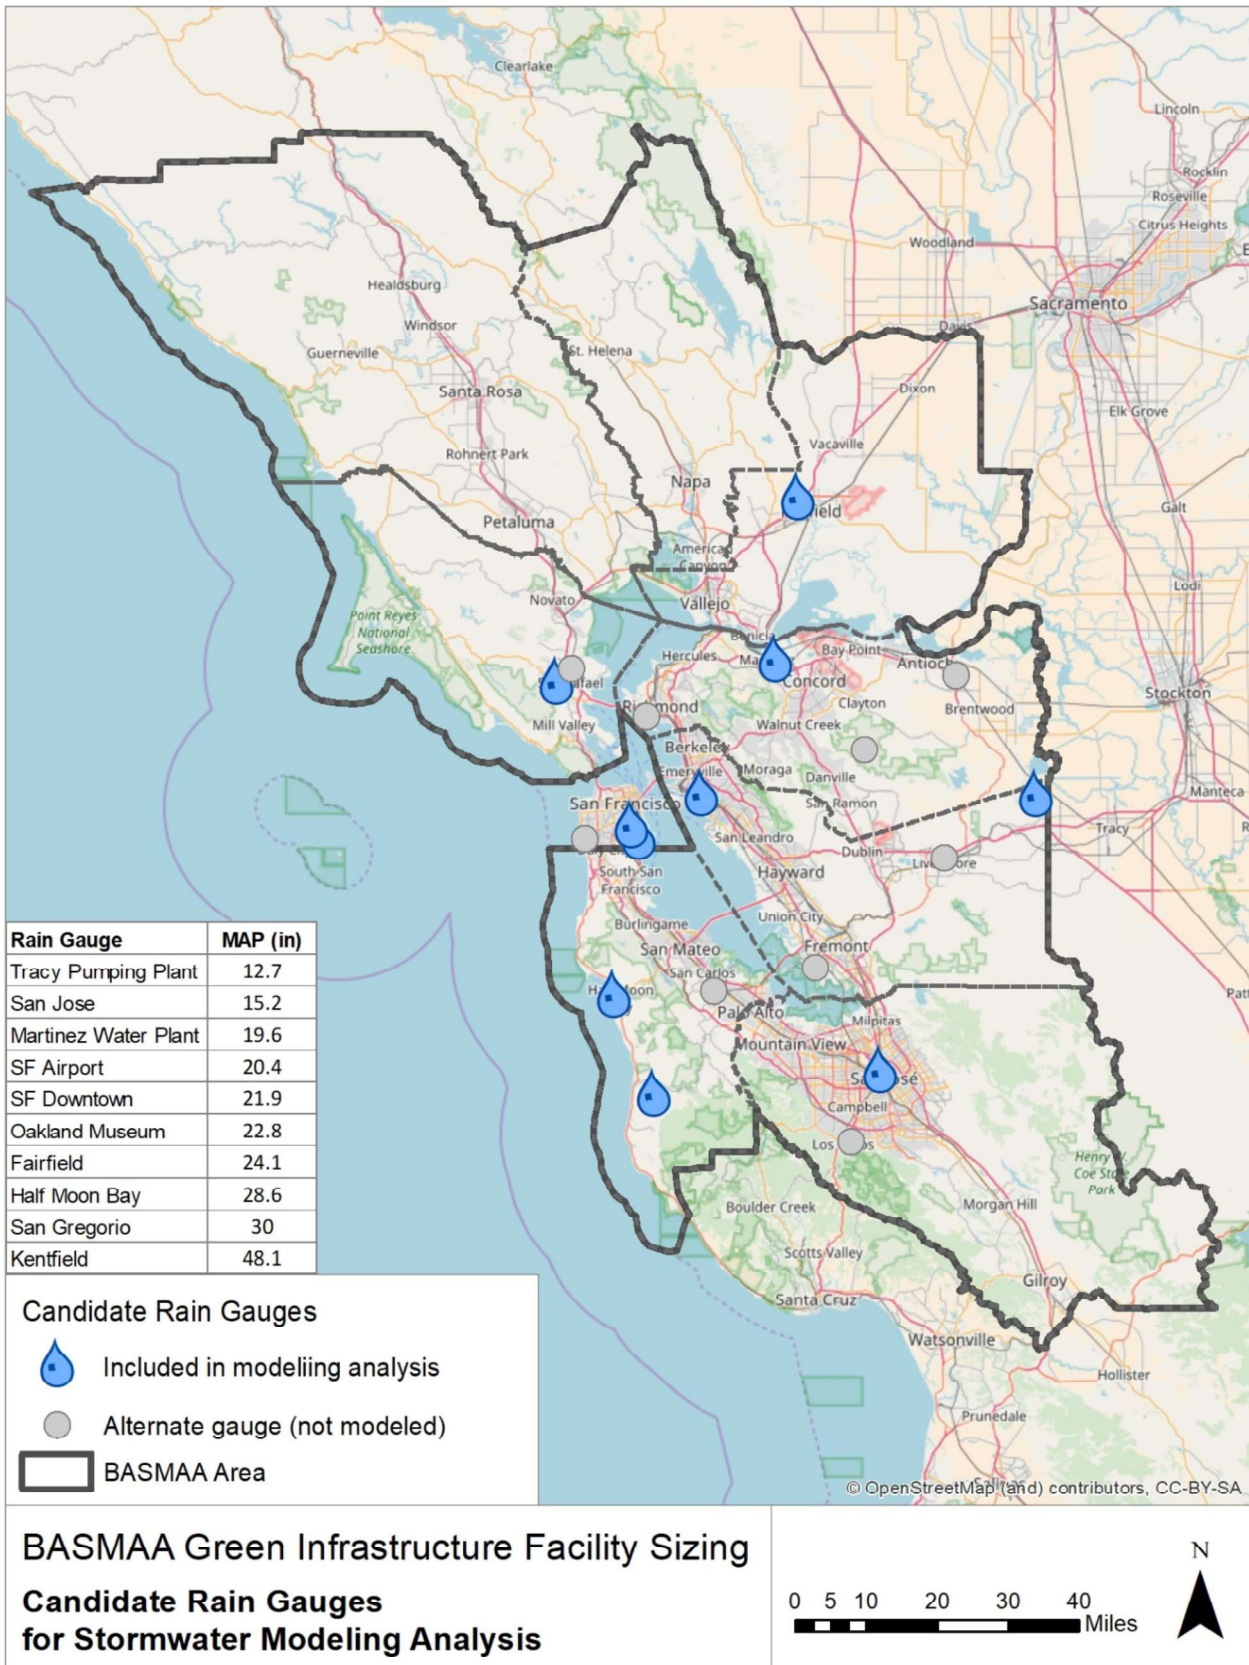 Clearlake
Lincoln
Rocklin
Roseville
Citrus Heights
Woodland
Sacramento
Healdsburg
Windsor
Davis
Guerneville
St. Helena
Dixon
Santa Rosa
Elk Grove
Vacaville
Rohnert Park
Napa
Galt
Petaluma
American
Canyon
Lodi
Novato
Vallejo
Point Reyes
National
Seashore
Benicia
Hercules
Bay Point
Antioch
Concord
Stockton
Clayton
Brentwood
Mill Valley
Richmond
Walnut Creek
Berkeley
Emeryville
Moraga
Danville
Manteca
San Francisco
San Ramon
Tracy
San Leandro
Dublin
Hayward
South San
Francisco
Union City
Burlingame
Fremont
San Mateo
San Carlos
Palo Alto
Milpitas
Mountain View
Campbell
Morgan Hill
Boulder Creek
Scotts Valley
Gilroy
Santa Cruz
Watsonville
Hollister
Prunedale
Rain Gauge MAP (in)
Tracy Pumping Plant 12.7
San Jose 15.2
Martinez Water Plant 19.6
SF Airport 20.4
SF Downtown 21.9
Oakland Museum 22.8
Fairfield 24.1
Half Moon Bay 28.6
San Gregorio 30
Kentfield 48.1
Candidate Rain Gauges
Included in modeliing analysis
Alternate gauge (not modeled)
BASMAA Area
© OpenStreetMap (and) contributors, CC-BY-SA
BASMAA Green Infrastructure Facility Sizing
Candidate Rain Gauges
for Stormwater Modeling Analysis
0 5 10 20 30 40
Miles
N